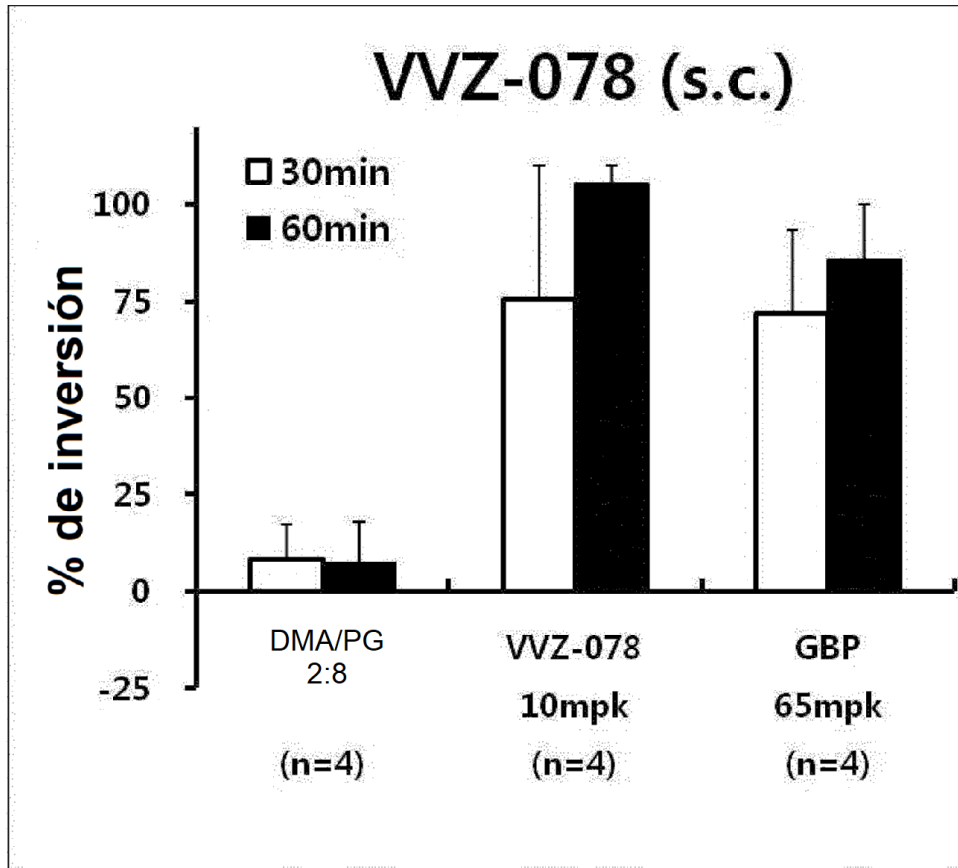 VVZ-078 (s.c.)
30min
60min
% de inversión
100
75
50
25
0
-25
DMA/PG
2:8
(n=4)
VVZ-078
10mpk
(n=4)
GBP
65mpk
(n=4)